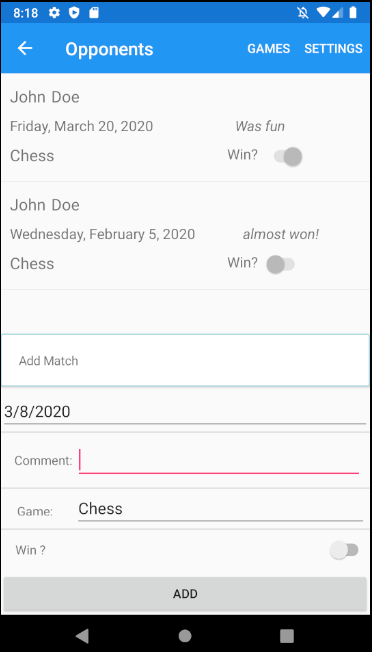 8:18
Opponents GAMES SETTINGS
John Doe
Friday, March 20, 2020 Was fun
Chess Win?
John Doe
Wednesday, February 5, 2020 almost won!
Chess Win?
Add Match
3/8/2020
Comment:
Game: Chess
Win ?
ADD